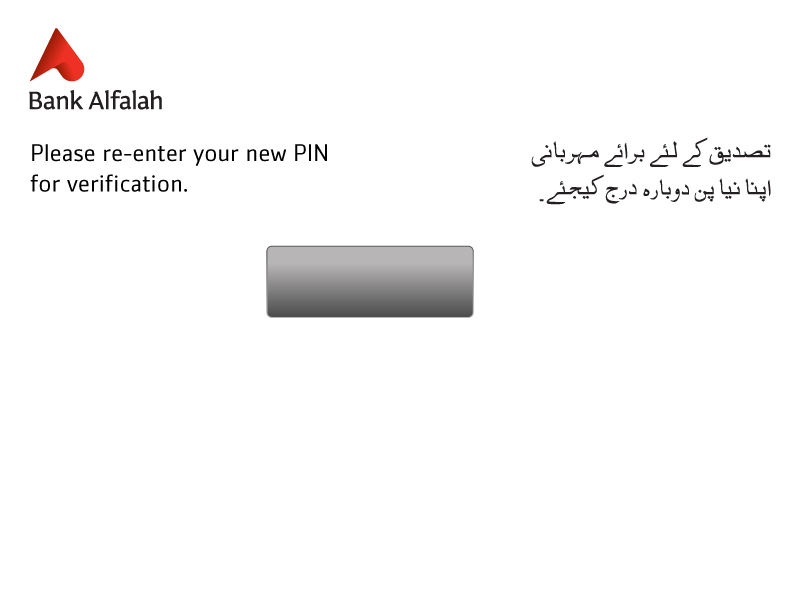 Bank Alfalah
Please re-enter your new PIN
for verification.
تصدیق کے لئے برائے مہربانی
اپنا نیا پن دوبارہ درج کیجئے۔